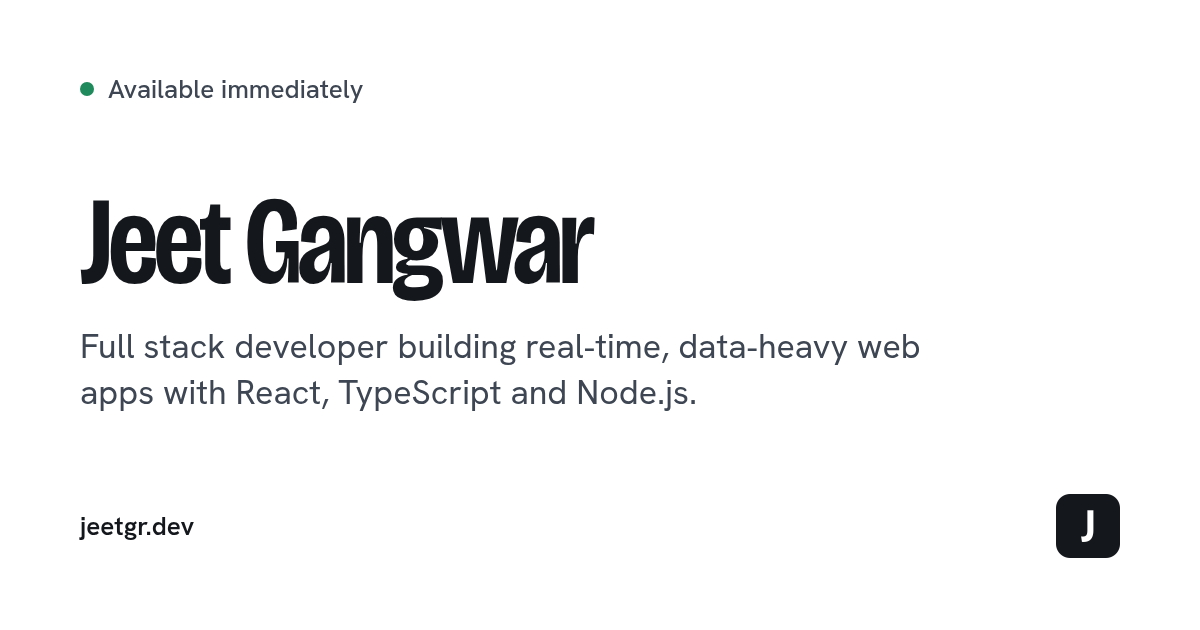 Available immediately
Jeet Gangwar
Full stack developer building real-time, data-heavy web
apps with React, TypeScript and Node.js.
jeetgr.dev
J